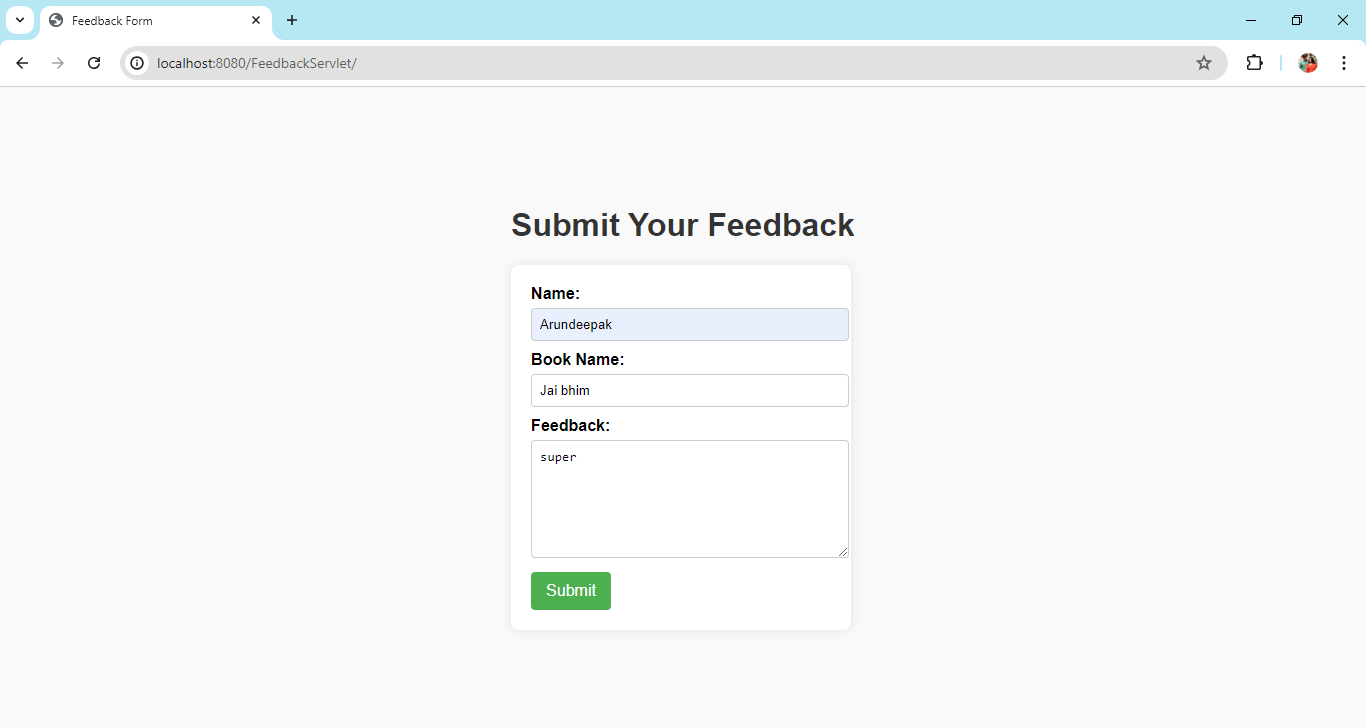 Feedback Form
localhost:8080/FeedbackServlet/
Submit Your Feedback
Name:
Arundeepak
Book Name:
Jai bhim
Feedback:
super
Submit